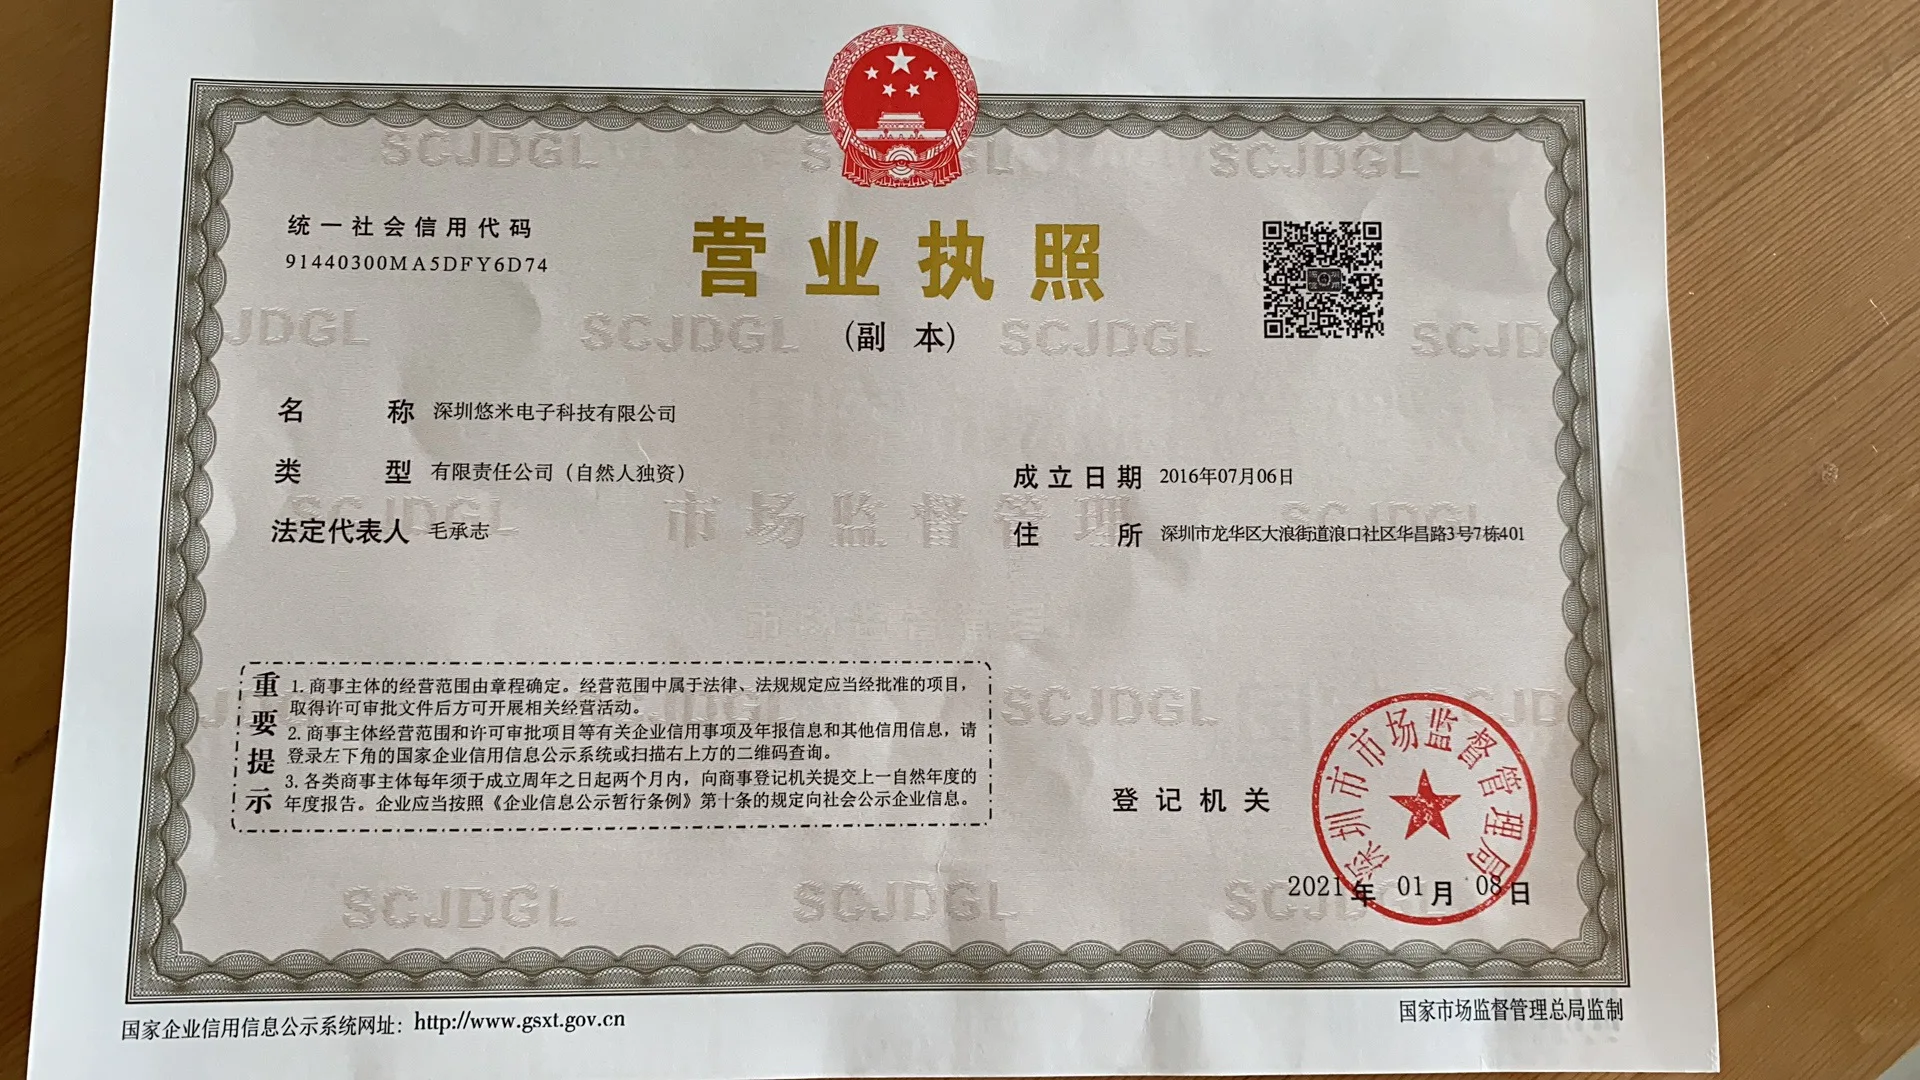 统一社会信用代码
91440300MA5DFY6D74
营业执照
(副 本)
名 称 深圳悠米电子科技有限公司
类 型 有限责任公司（自然人独资）
成立日期 2016年07月06日
法定代表人 毛承志
住 所 深圳市龙华区大浪街道浪口社区华昌路3号7栋401
重要提示
1. 商事主体的经营范围由章程确定。经营范围中属于法律、法规规定应当经批准的项目，
取得许可审批文件后方可开展相关经营活动。
2. 商事主体经营范围和许可审批项目等有关企业信用事项及年报信息和其他信用信息，请
登录左下角的国家企业信用信息公示系统或扫描右上方的二维码查询。
3. 各类商事主体每年须于成立周年之日起两个月内，向商事登记机关提交上一自然年度的
年度报告。企业应当按照《企业信息公示暂行条例》第十条的规定向社会公示企业信息。
登记机关
深圳市市场监督管理局
2021年 01月 08日
国家企业信用信息公示系统网址：http://www.gsxt.gov.cn
国家市场监督管理总局监制
SCJDGL
市场监督管理